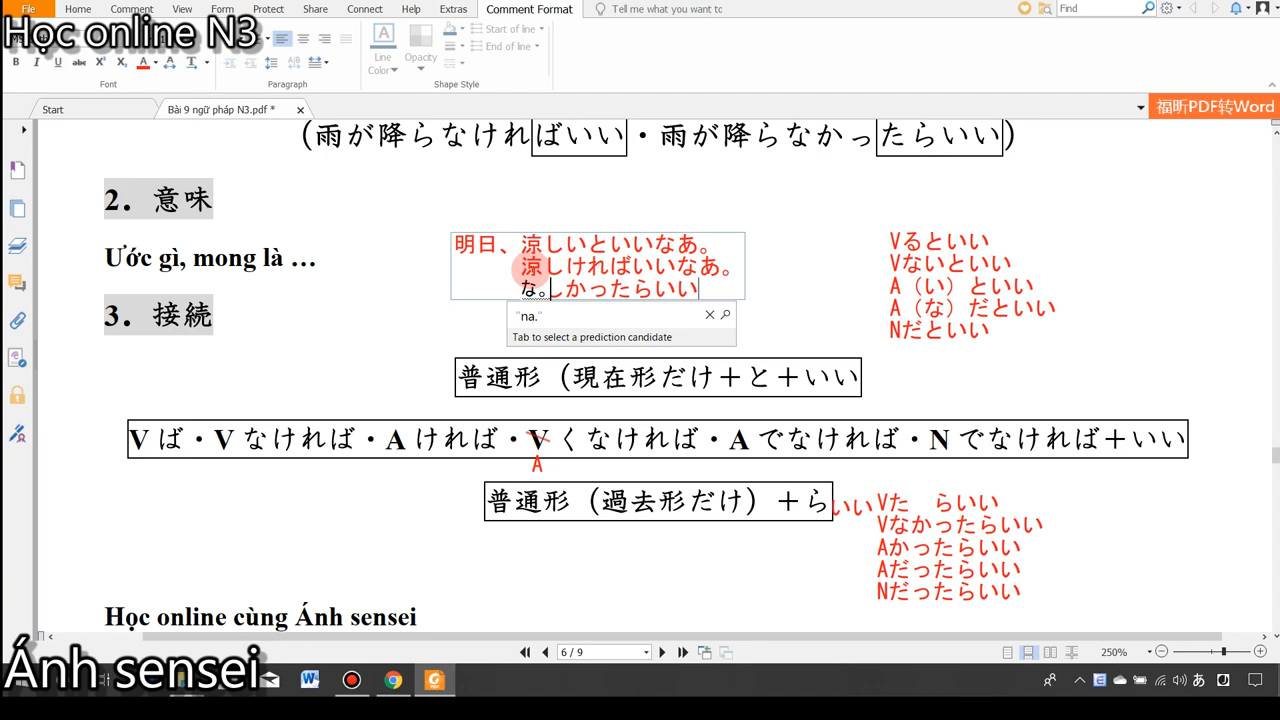 File Home Comment View Form Protect Share Connect Help Extras Comment Format Tell me what you want to Find
Học online N3
Line Color
Opacity
Start of line
End of line
Font Paragraph Shape Style
Start
Bài 9 ngữ pháp N3.pdf *
福昕PDF转Word
(雨が降らなければいい・雨が降らなかったらいい)
2. 意味
Ước gì, mong là …
明日、涼しいといいなあ。
涼しければいいなあ。
な。しかったらいい
"na."
Tab to select a prediction candidate
Vるといい
Vないといい
A（い）といい
A（な）だといい
Nだといい
3. 接続
普通形（現在形だけ＋と＋いい
V ば・V なければ・A ければ・V くなければ・A でなければ・N でなければ＋いい
A
普通形（過去形だけ）＋ら
いい
Vた らいい
Vなかったらいい
Aかったらいい
Aだったらいい
Nだったらいい
Học online cùng Ánh sensei
6 / 9
250%
Ánh sensei
あ